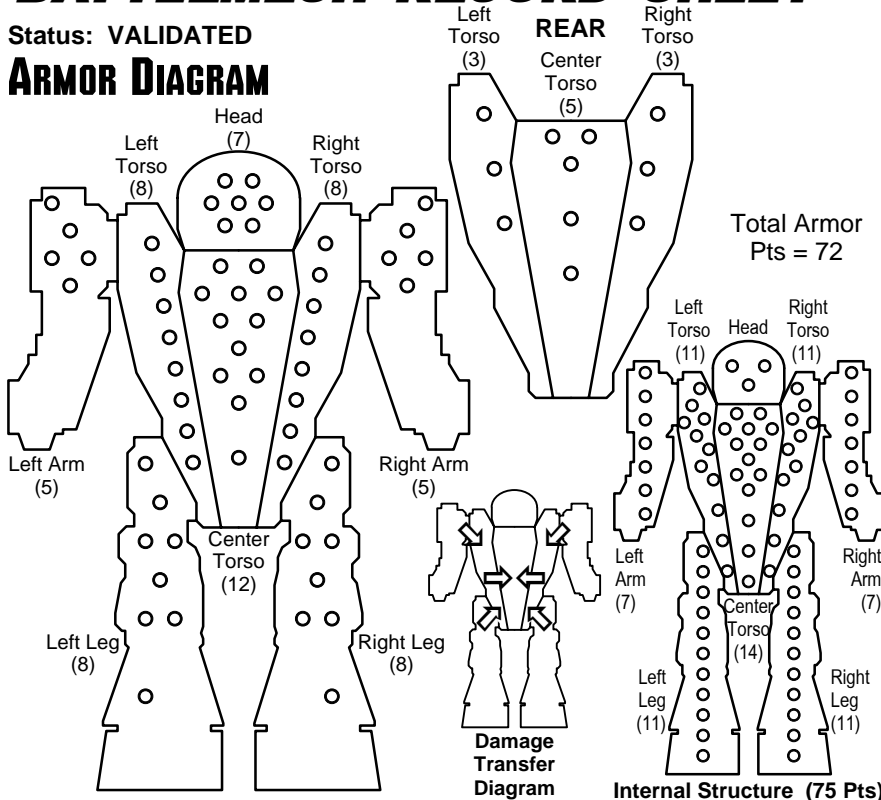 BATTLEMECH RECORD SHEET
Status: VALIDATED
ARMOR DIAGRAM
Head
(7)
Left
Torso
(8)
Right
Torso
(8)
Left Arm
(5)
Right Arm
(5)
Center
Torso
(12)
Left Leg
(8)
Right Leg
(8)
REAR
Left
Torso
(3)
Center
Torso
(5)
Right
Torso
(3)
Total Armor
Pts = 72
Damage
Transfer
Diagram
Left
Torso
(11)
Head
Right
Torso
(11)
Left
Arm
(7)
Right
Arm
(7)
Center
Torso
(14)
Left
Leg
(11)
Right
Leg
(11)
Internal Structure (75 Pts)